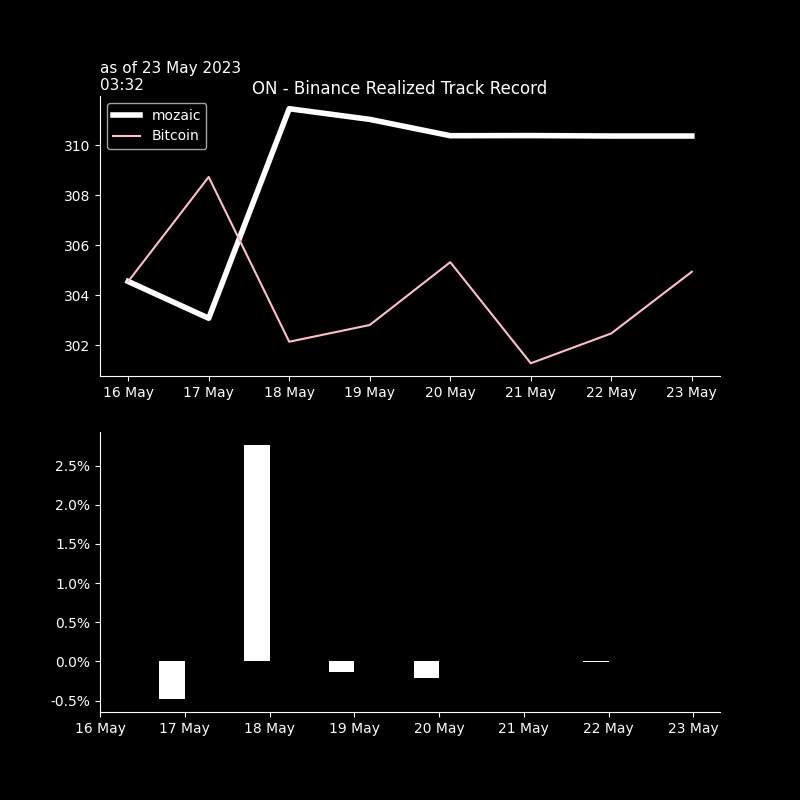 as of 23 May 2023
03:32
ON - Binance Realized Track Record
mozaic
Bitcoin
310
308
306
304
302
16 May 17 May 18 May 19 May 20 May 21 May 22 May 23 May
2.5%
2.0%
1.5%
1.0%
0.5%
0.0%
-0.5%
16 May 17 May 18 May 19 May 20 May 21 May 22 May 23 May